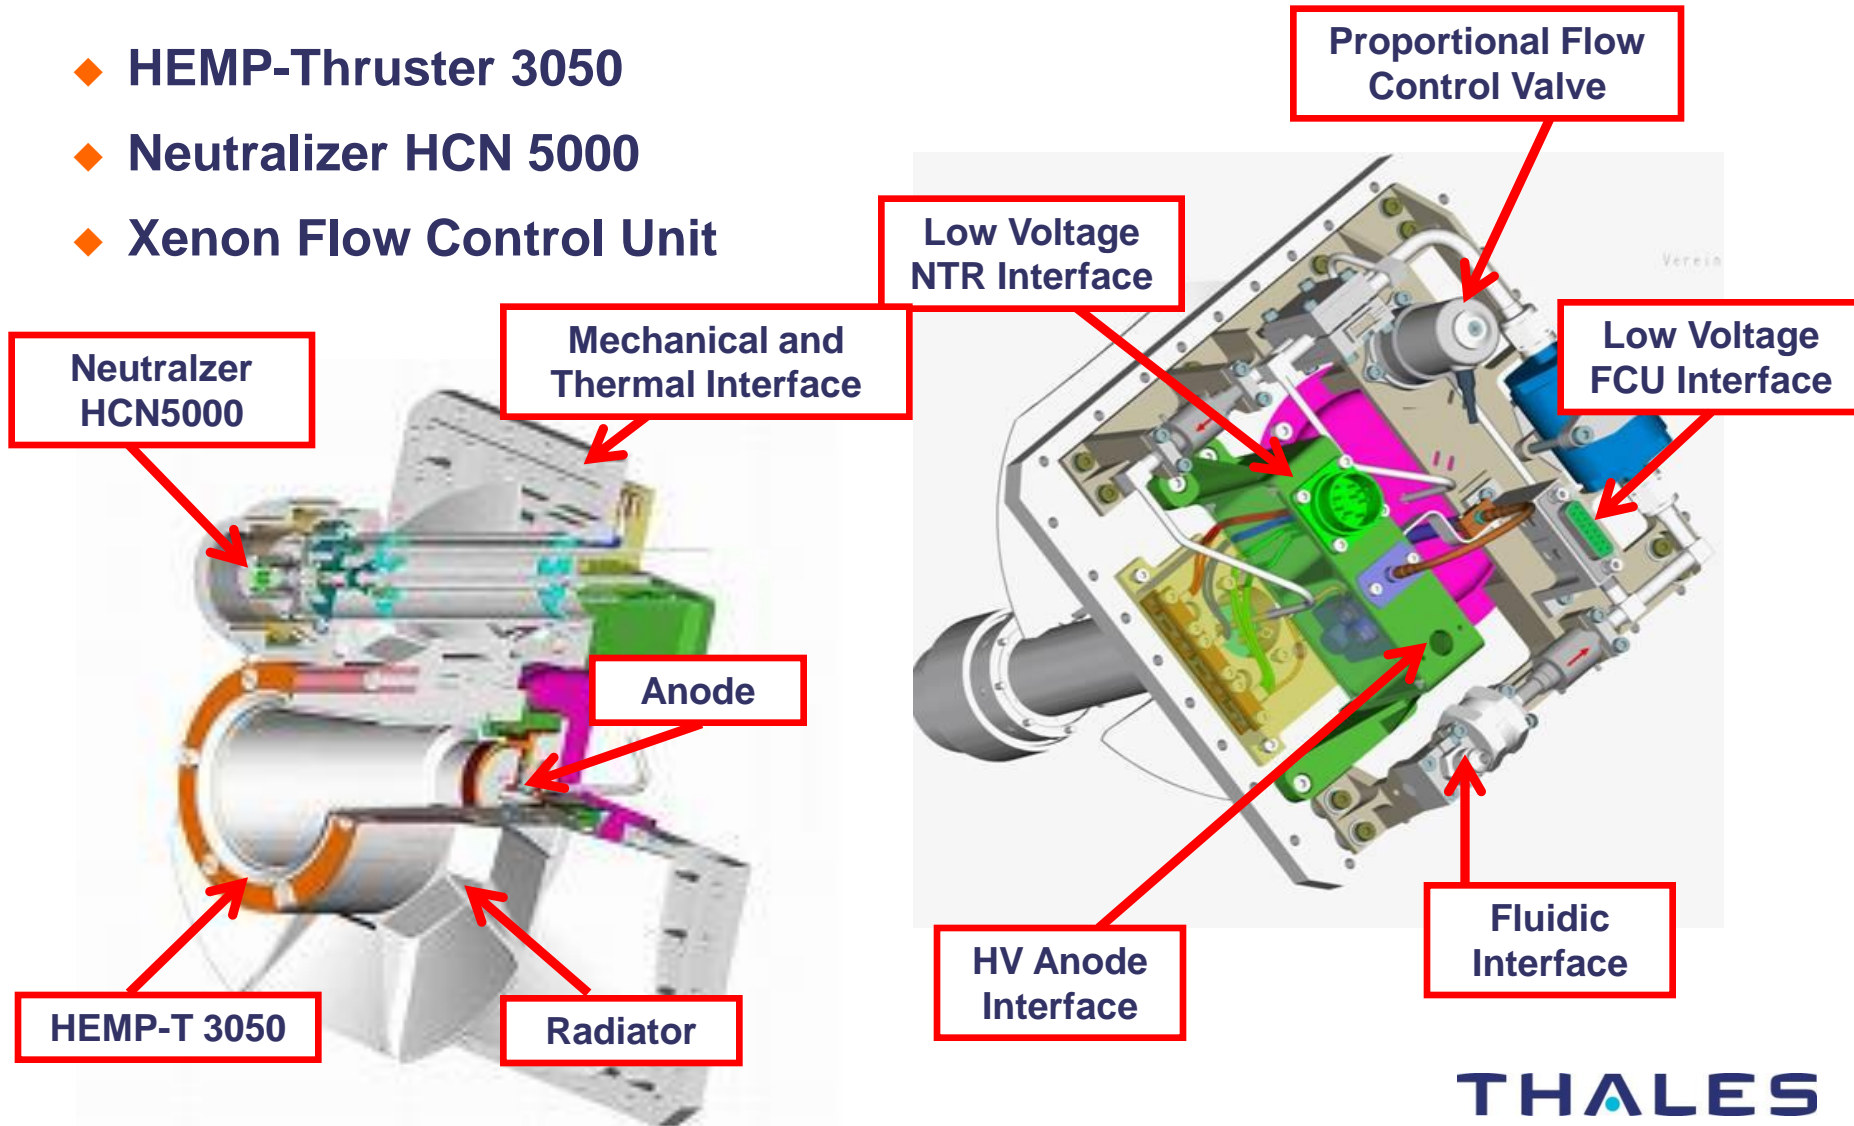 HEMP-Thruster 3050
Neutralizer HCN 5000
Xenon Flow Control Unit
Proportional Flow
Control Valve
Low Voltage
NTR Interface
Verein
Mechanical and
Thermal Interface
Low Voltage
FCU Interface
Neutralzer
HCN5000
Anode
Fluidic
Interface
HV Anode
Interface
HEMP-T 3050
Radiator
THALES